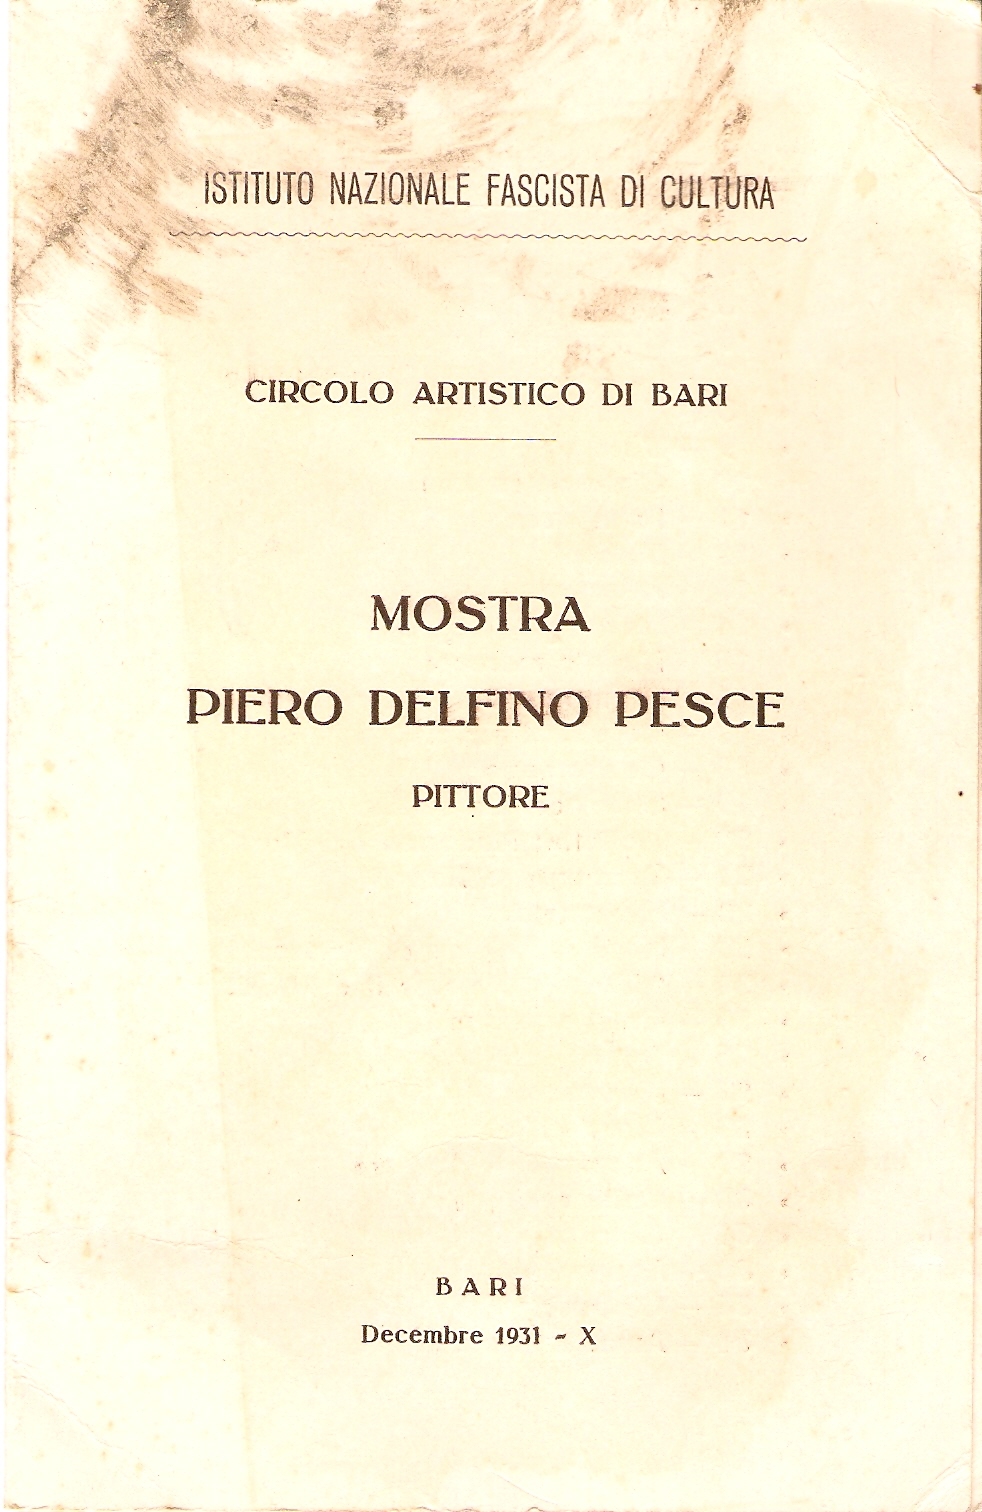 ISTITUTO NAZIONALE FASCISTA DI CULTURA
CIRCOLO ARTISTICO DI BARI
MOSTRA
PIERO DELFINO PESCE
PITTORE
BARI
Decembre 1931 - X